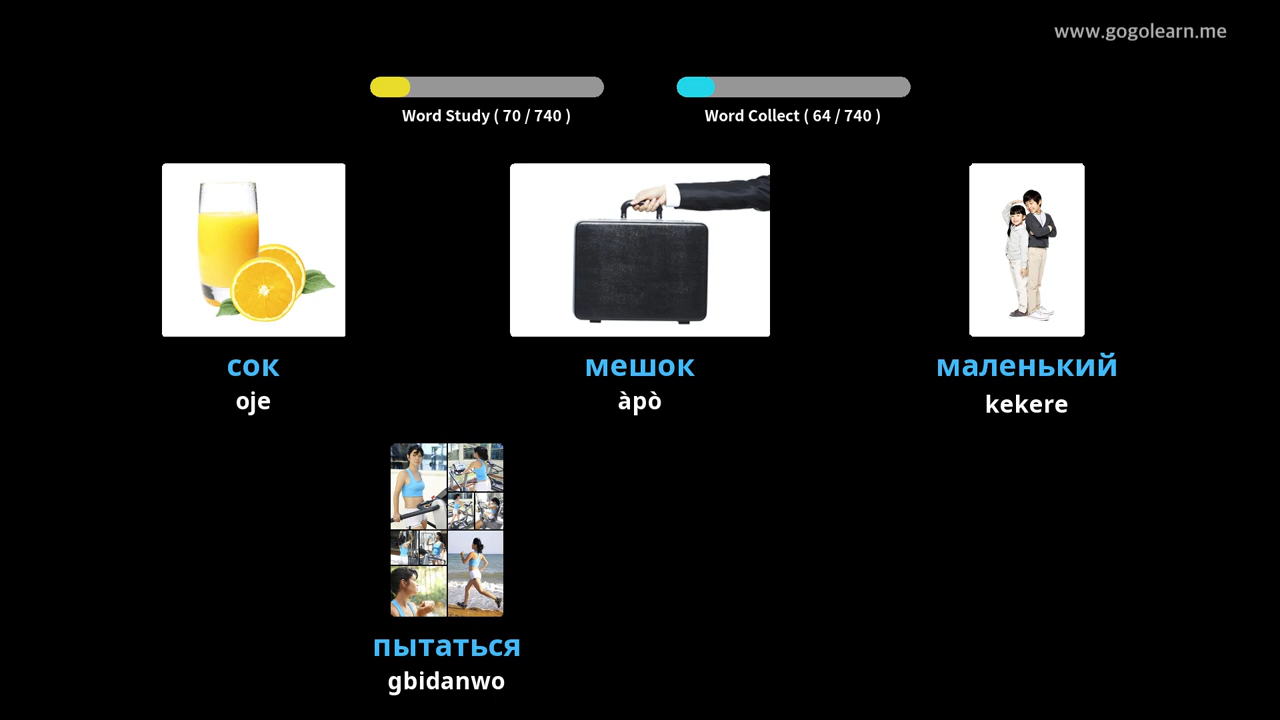 www.gogolearn.me
Word Study ( 70 / 740 )
Word Collect ( 64 / 740 )
сок
мешок
маленький
oje
àpò
kekere
пытаться
gbidanwo